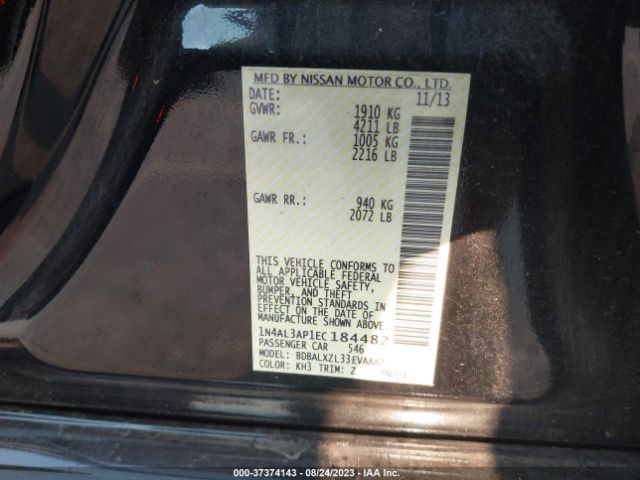 MFD BY NISSAN MOTOR CO., LTD.
DATE: 11/13
GVWR: 1910 KG
4211 LB
GAWR FR.: 1005 KG
2216 LB
GAWR RR.: 940 KG
2072 LB
THIS VEHICLE CONFORMS TO
ALL APPLICABLE FEDERAL
MOTOR VEHICLE SAFETY,
BUMPER, AND THEFT
PREVENTION STANDARDS IN
EFFECT ON THE DATE OF
MANUFACTURE SHOWN ABOVE.
1N4AL3AP1EC184482
PASSENGER CAR 546
MODEL: BDBALXZL33EVAAAD
COLOR: KH3 TRIM: Z
000-37374143 - 08/24/2023 - IAA Inc.